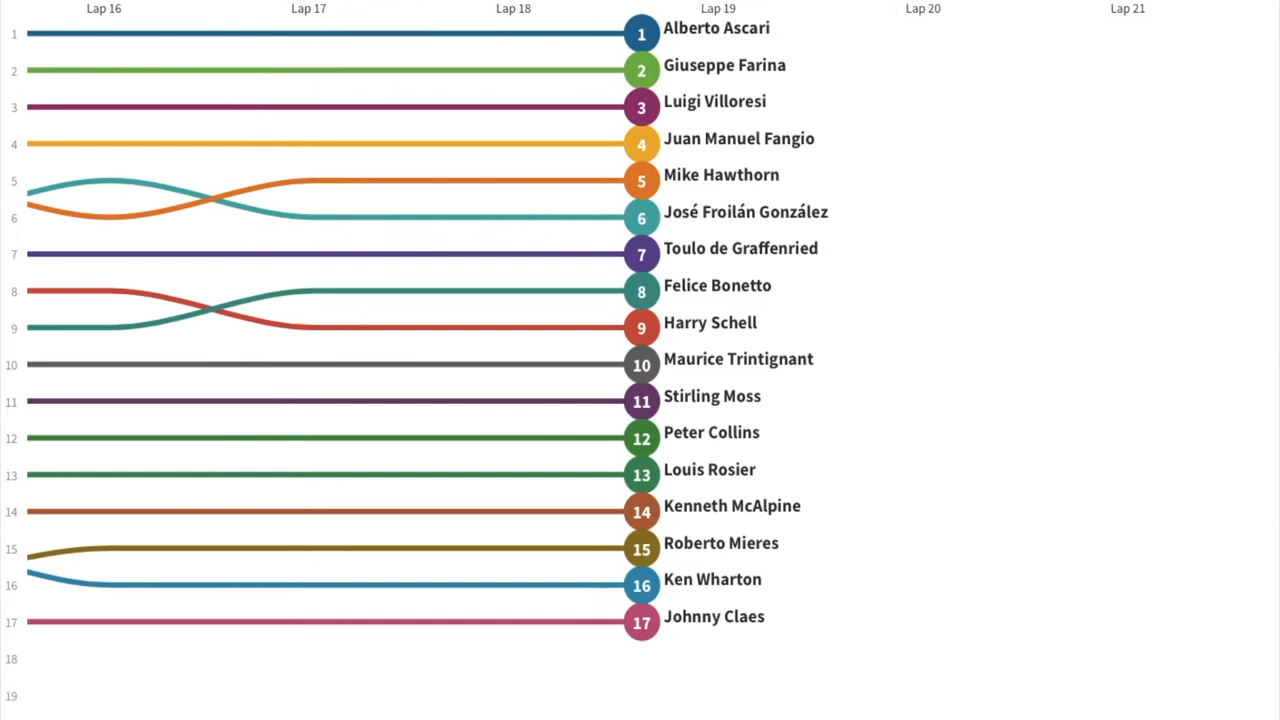 Lap 16 Lap 17 Lap 18 Lap 19 Lap 20 Lap 21
1 1 Alberto Ascari
2 2 Giuseppe Farina
3 3 Luigi Villoresi
4 4 Juan Manuel Fangio
5 5 Mike Hawthorn
6 6 José Froilán González
7 7 Toulo de Graffenried
8 8 Felice Bonetto
9 9 Harry Schell
10 10 Maurice Trintignant
11 11 Stirling Moss
12 12 Peter Collins
13 13 Louis Rosier
14 14 Kenneth McAlpine
15 15 Roberto Mieres
16 16 Ken Wharton
17 17 Johnny Claes
18
19